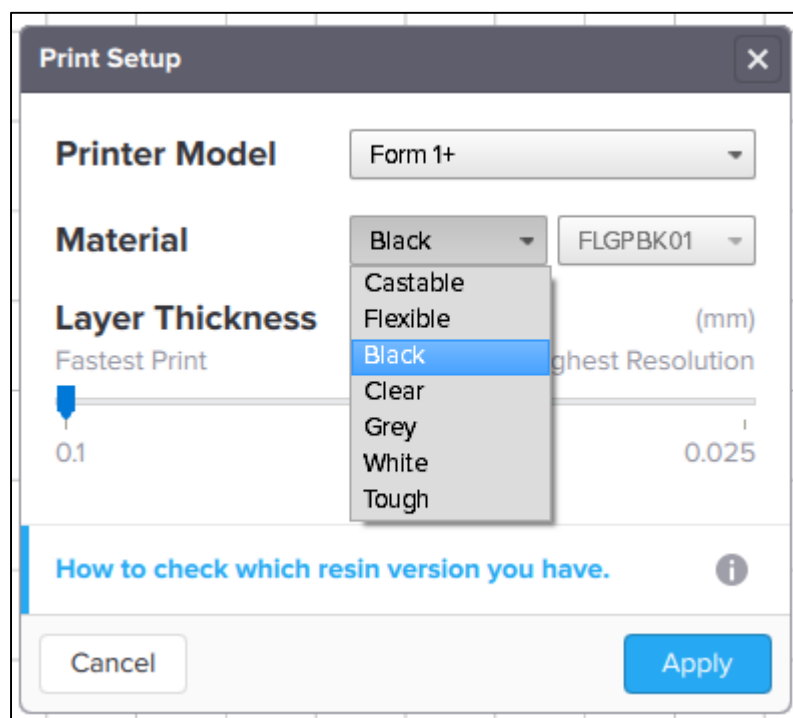 Print Setup
Printer Model Form 1+
Material Black FLGPBK01
Castable
Flexible
Black
Clear
Grey
White
Tough
Layer Thickness (mm)
Fastest Print ghest Resolution
0.1 0.025
How to check which resin version you have.
Cancel Apply